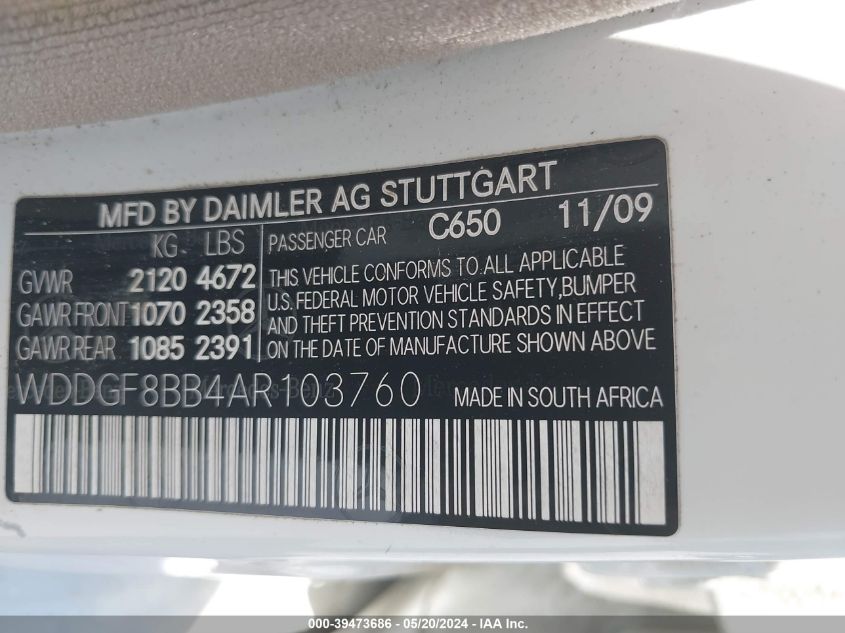 MFD BY DAIMLER AG STUTTGART
KG LBS
GVWR 2120 4672
GAWR FRONT 1070 2358
GAWR REAR 1085 2391
PASSENGER CAR C650 11/09
THIS VEHICLE CONFORMS TO ALL APPLICABLE
U.S. FEDERAL MOTOR VEHICLE SAFETY, BUMPER
AND THEFT PREVENTION STANDARDS IN EFFECT
ON THE DATE OF MANUFACTURE SHOWN ABOVE
WDDGF8BB4AR103760 MADE IN SOUTH AFRICA
000-39473686 - 05/20/2024 - IAA Inc.